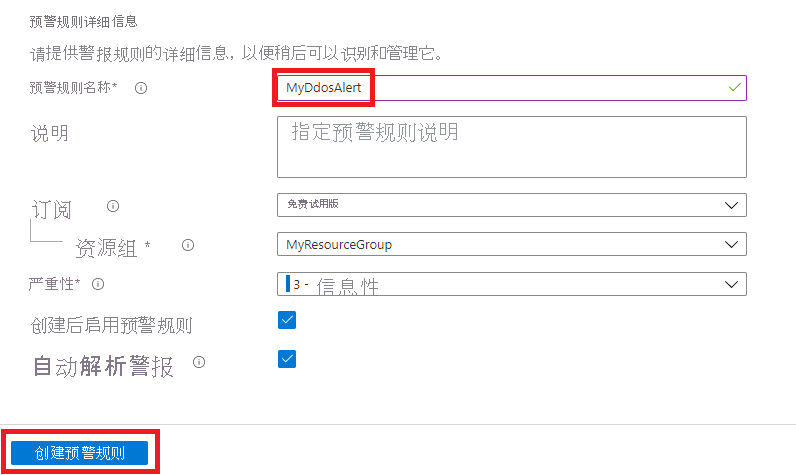 预警规则详细信息
请提供警报规则的详细信息，以便稍后可以识别和管理它。
预警规则名称* MyDdosAlert
说明 指定预警规则说明
订阅 免费试用版
资源组 * MyResourceGroup
严重性* 3 - 信息性
创建后启用预警规则
自动解析警报
创建预警规则